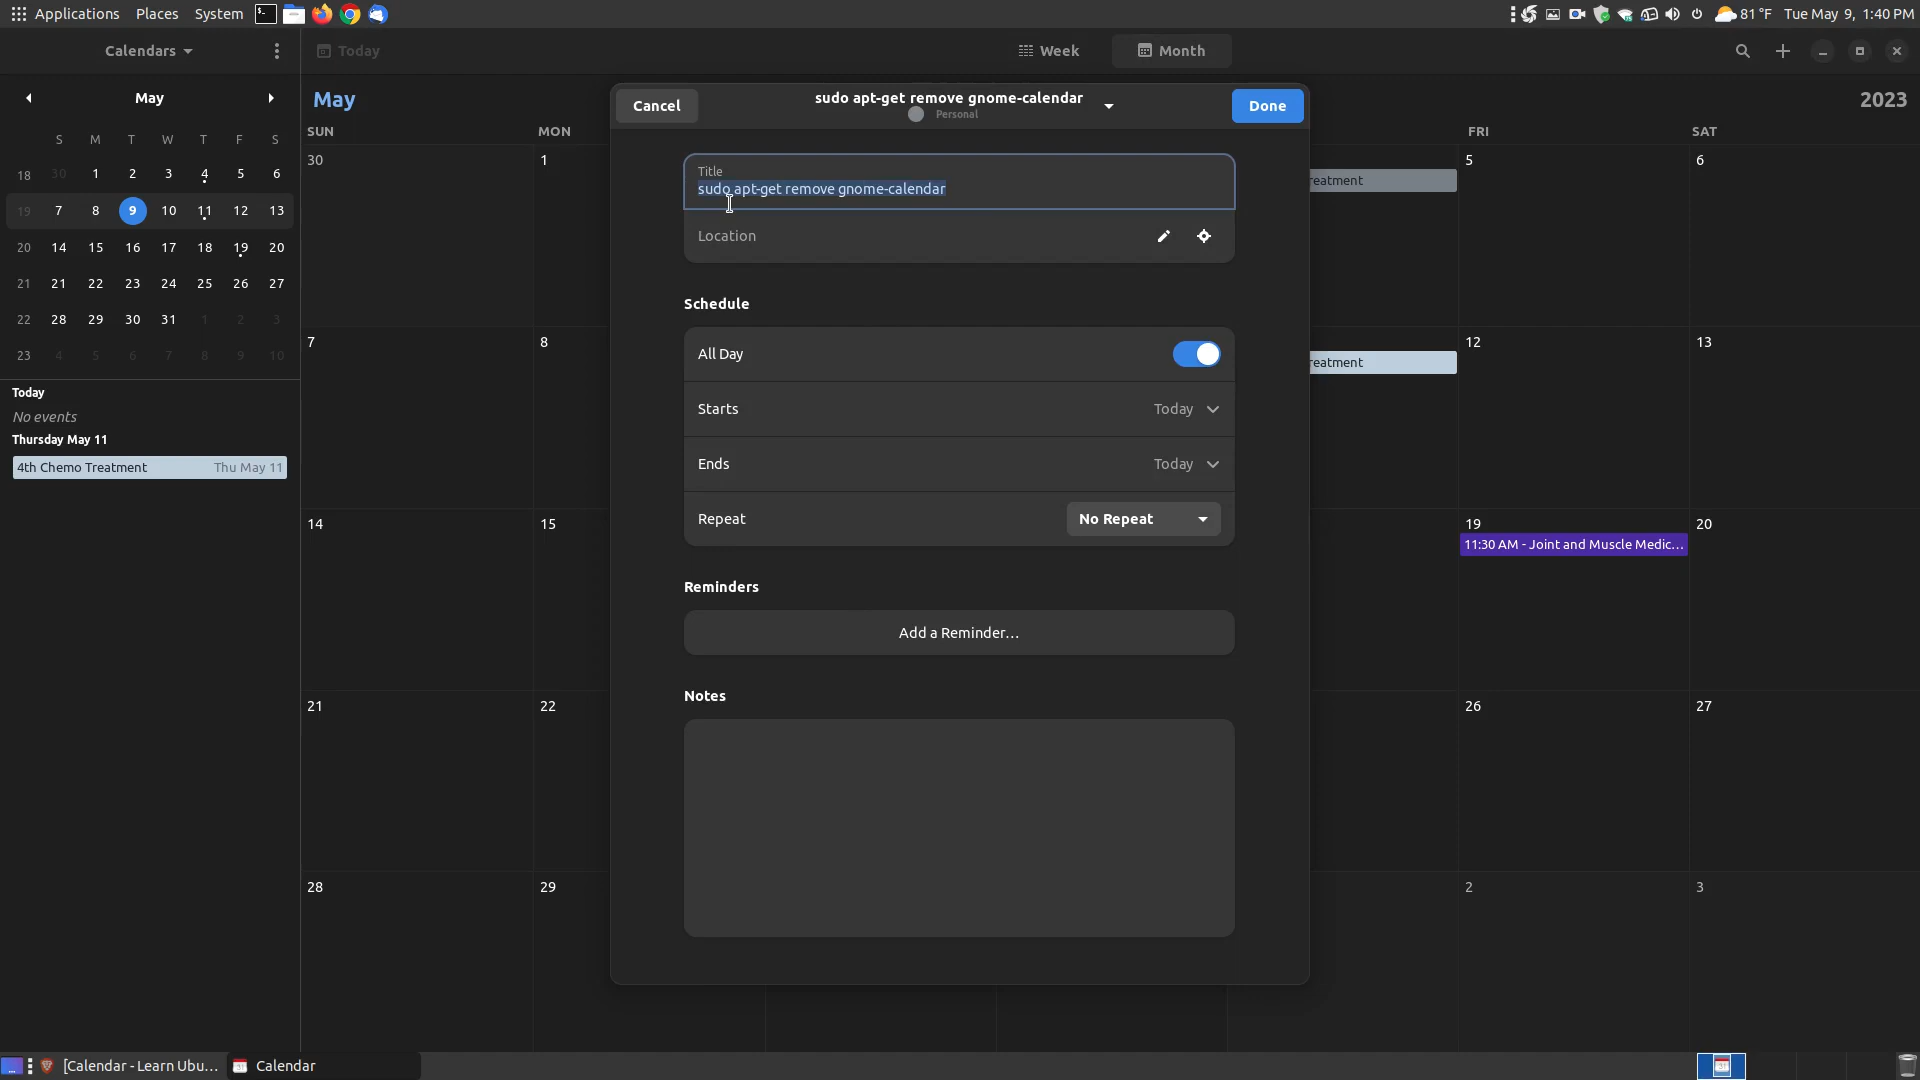 Applications Places System 81 °F Tue May 9, 1:40 PM
Calendars Today Week Month
May
S M T W T F S
18 30 1 2 3 4 5 6
19 7 8 9 10 11 12 13
20 14 15 16 17 18 19 20
21 21 22 23 24 25 26 27
22 28 29 30 31 1 2 3
23 4 5 6 7 8 9 10
Today
No events
Thursday May 11
4th Chemo Treatment Thu May 11
May 2023
SUN MON FRI SAT
30 1 5 6
reatment
7 8 12 13
reatment
14 15 19 20
11:30 AM - Joint and Muscle Medic...
21 22 26 27
28 29 2 3
Cancel sudo apt-get remove gnome-calendar Done
Personal
Title
sudo apt-get remove gnome-calendar
Location
Schedule
All Day
Starts Today
Ends Today
Repeat No Repeat
Reminders
Add a Reminder…
Notes
[Calendar - Learn Ubu... Calendar